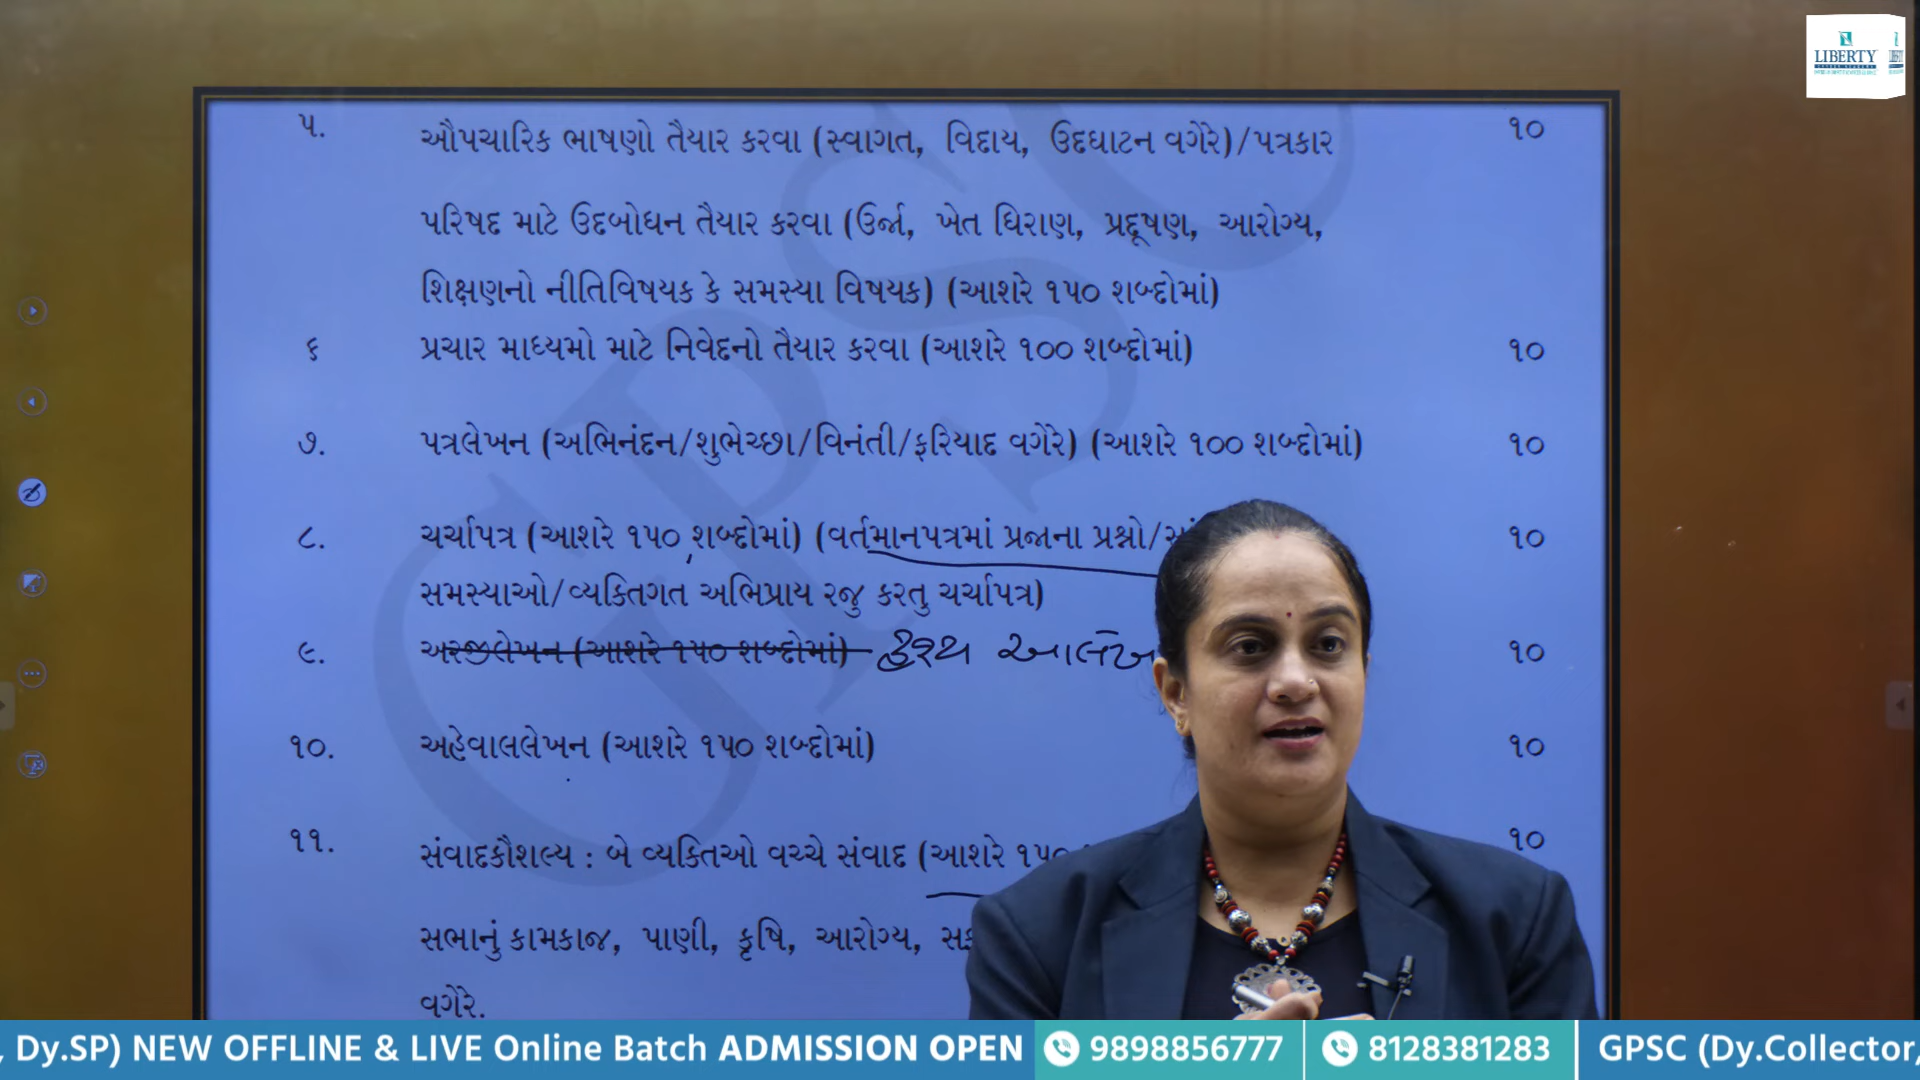 LIBERTY
૫. ઔપચારિક ભાષણો તૈયાર કરવા (સ્વાગત, વિદાય, ઉદઘાટન વગેરે)/પત્રકાર ૧૦
પરિષદ માટે ઉદબોધન તૈયાર કરવા (ઉર્જા, ખેત ધિરાણ, પ્રદૂષણ, આરોગ્ય,
શિક્ષણનો નીતિવિષયક કે સમસ્યા વિષયક) (આશરે ૧૫૦ શબ્દોમાં)
૬ પ્રચાર માધ્યમો માટે નિવેદનો તૈયાર કરવા (આશરે ૧૦૦ શબ્દોમાં) ૧૦
૭. પત્રલેખન (અભિનંદન/શુભેચ્છા/વિનંતી/ફરિયાદ વગેરે) (આશરે ૧૦૦ શબ્દોમાં) ૧૦
૮. ચર્ચાપત્ર (આશરે ૧૫૦ શબ્દોમાં) (વર્તમાનપત્રમાં પ્રજાના પ્રશ્નો/ ૧૦
સમસ્યાઓ/વ્યક્તિગત અભિપ્રાય રજુ કરતુ ચર્ચાપત્ર)
૯. અરજીલેખન (આશરે ૧૫૦ શબ્દોમાં) ૧૦
૧૦. અહેવાલલેખન (આશરે ૧૫૦ શબ્દોમાં) ૧૦
૧૧. સંવાદકૌશલ્ય : બે વ્યક્તિઓ વચ્ચે સંવાદ (આશરે ૧૫૦ ૧૦
સભાનું કામકાજ, પાણી, કૃષિ, આરોગ્ય,
વગેરે.
GPSC
, Dy.SP) NEW OFFLINE & LIVE Online Batch ADMISSION OPEN 9898856777 8128381283 GPSC (Dy.Collector,